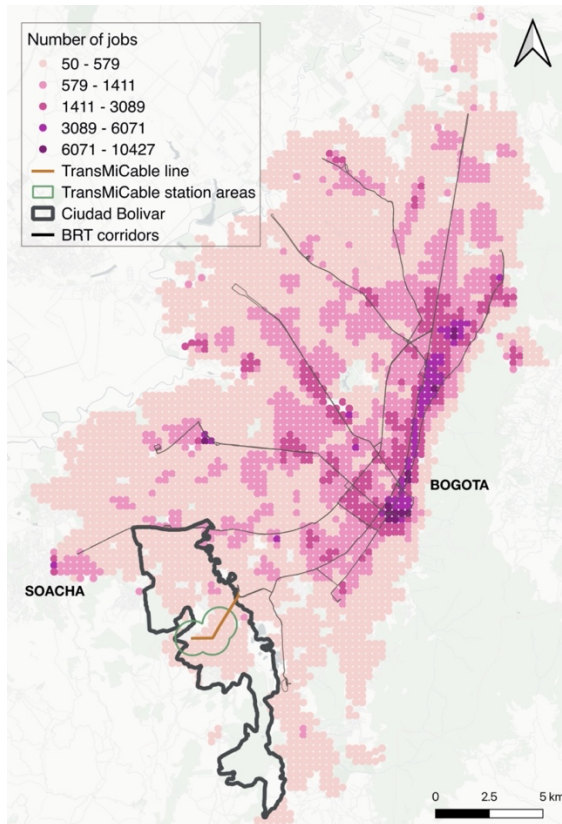 Number of jobs
50 - 579
579 - 1411
1411 - 3089
3089 - 6071
6071 - 10427
TransMiCable line
TransMiCable station areas
Ciudad Bolivar
BRT corridors
BOGOTA
SOACHA
0 2.5 5 km